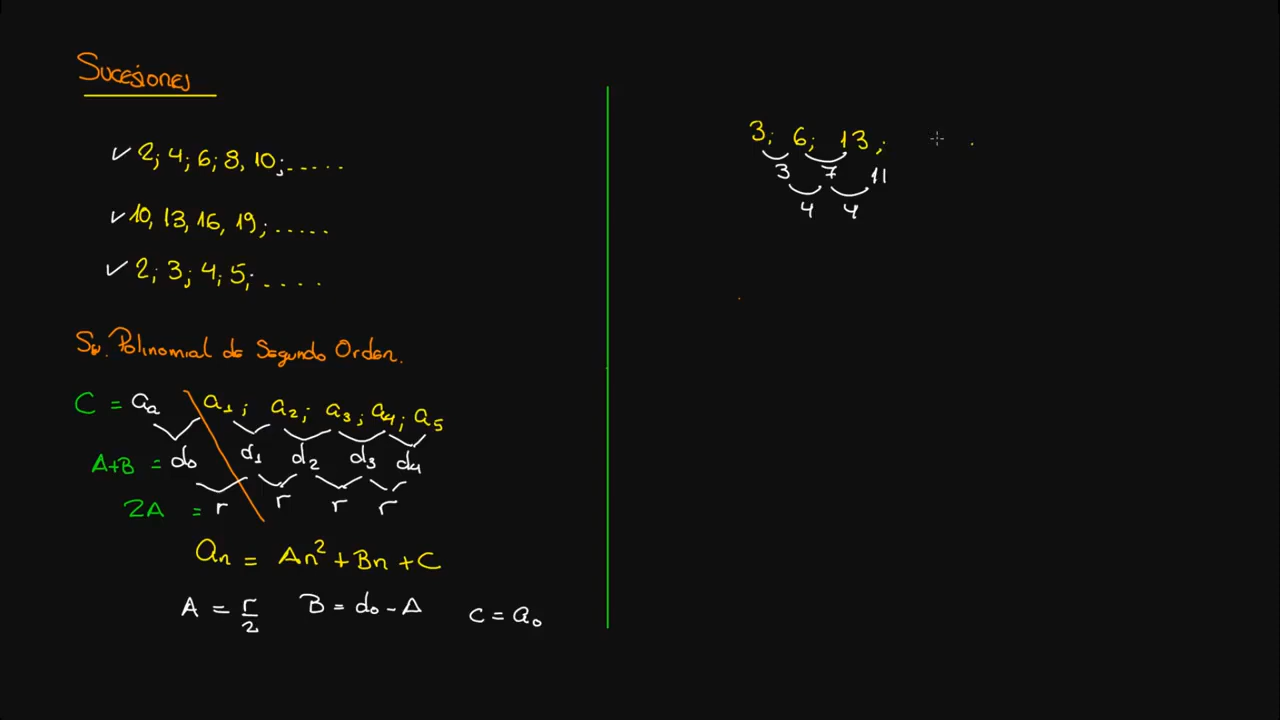 Sucesiones
✓ 2; 4; 6; 8, 10; .....
✓ 10, 13, 16, 19; .....
✓ 2; 3; 4; 5; ....
Su. Polinomial de Segundo Orden.
C = a₀ a₁; a₂; a₃; a₄; a₅
A+B = d₀ d₁ d₂ d₃ d₄
2A = r r r r
aₙ = An² + Bn + C
A = r/2 B = d₀ - A C = a₀
3; 6; 13;
3 7 11
4 4